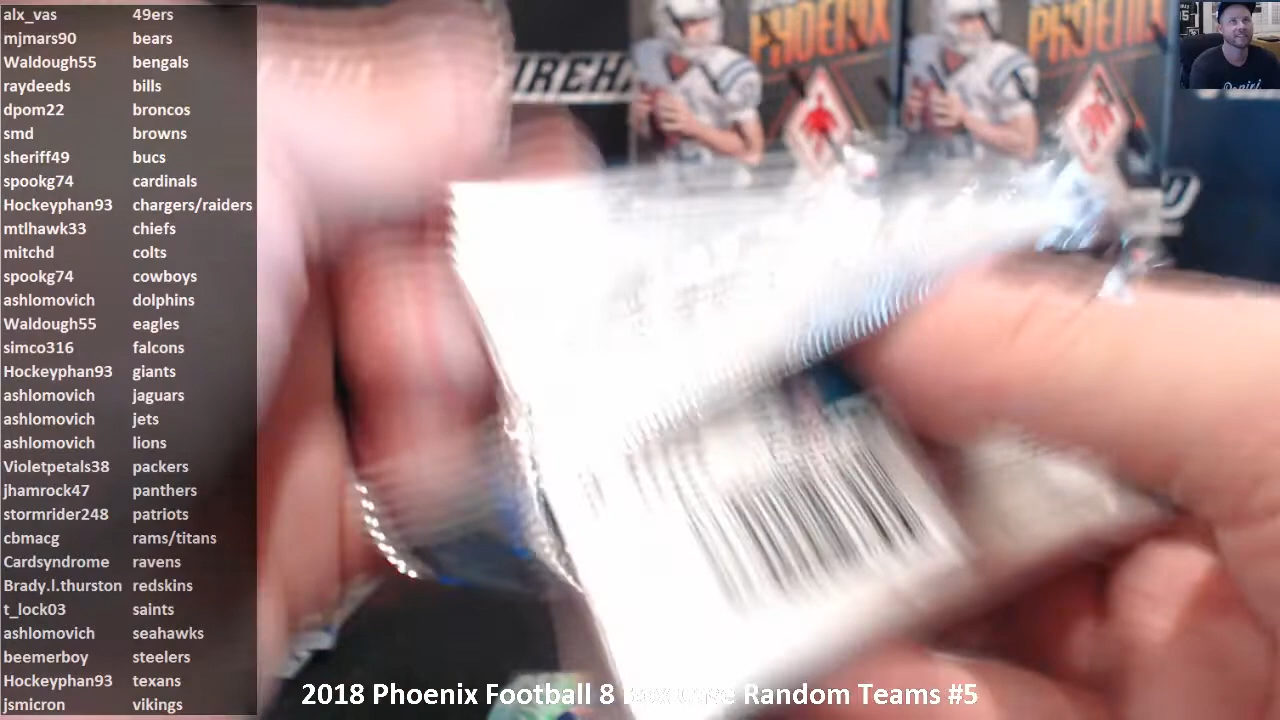 alx_vas 49ers
mjmars90 bears
Waldough55 bengals
raydeeds bills
dpom22 broncos
smd browns
sheriff49 bucs
spookg74 cardinals
Hockeyphan93 chargers/raiders
mtlhawk33 chiefs
mitchd colts
spookg74 cowboys
ashlomovich dolphins
Waldough55 eagles
simco316 falcons
Hockeyphan93 giants
ashlomovich jaguars
ashlomovich jets
ashlomovich lions
Violetpetals38 packers
jhamrock47 panthers
stormrider248 patriots
cbmacg rams/titans
Cardsyndrome ravens
Brady.l.thurston redskins
t_lock03 saints
ashlomovich seahawks
beemerboy steelers
Hockeyphan93 texans
jsmicron vikings
PHOENIX
PHOENIX
2018 Phoenix Football 8 Random Teams #5